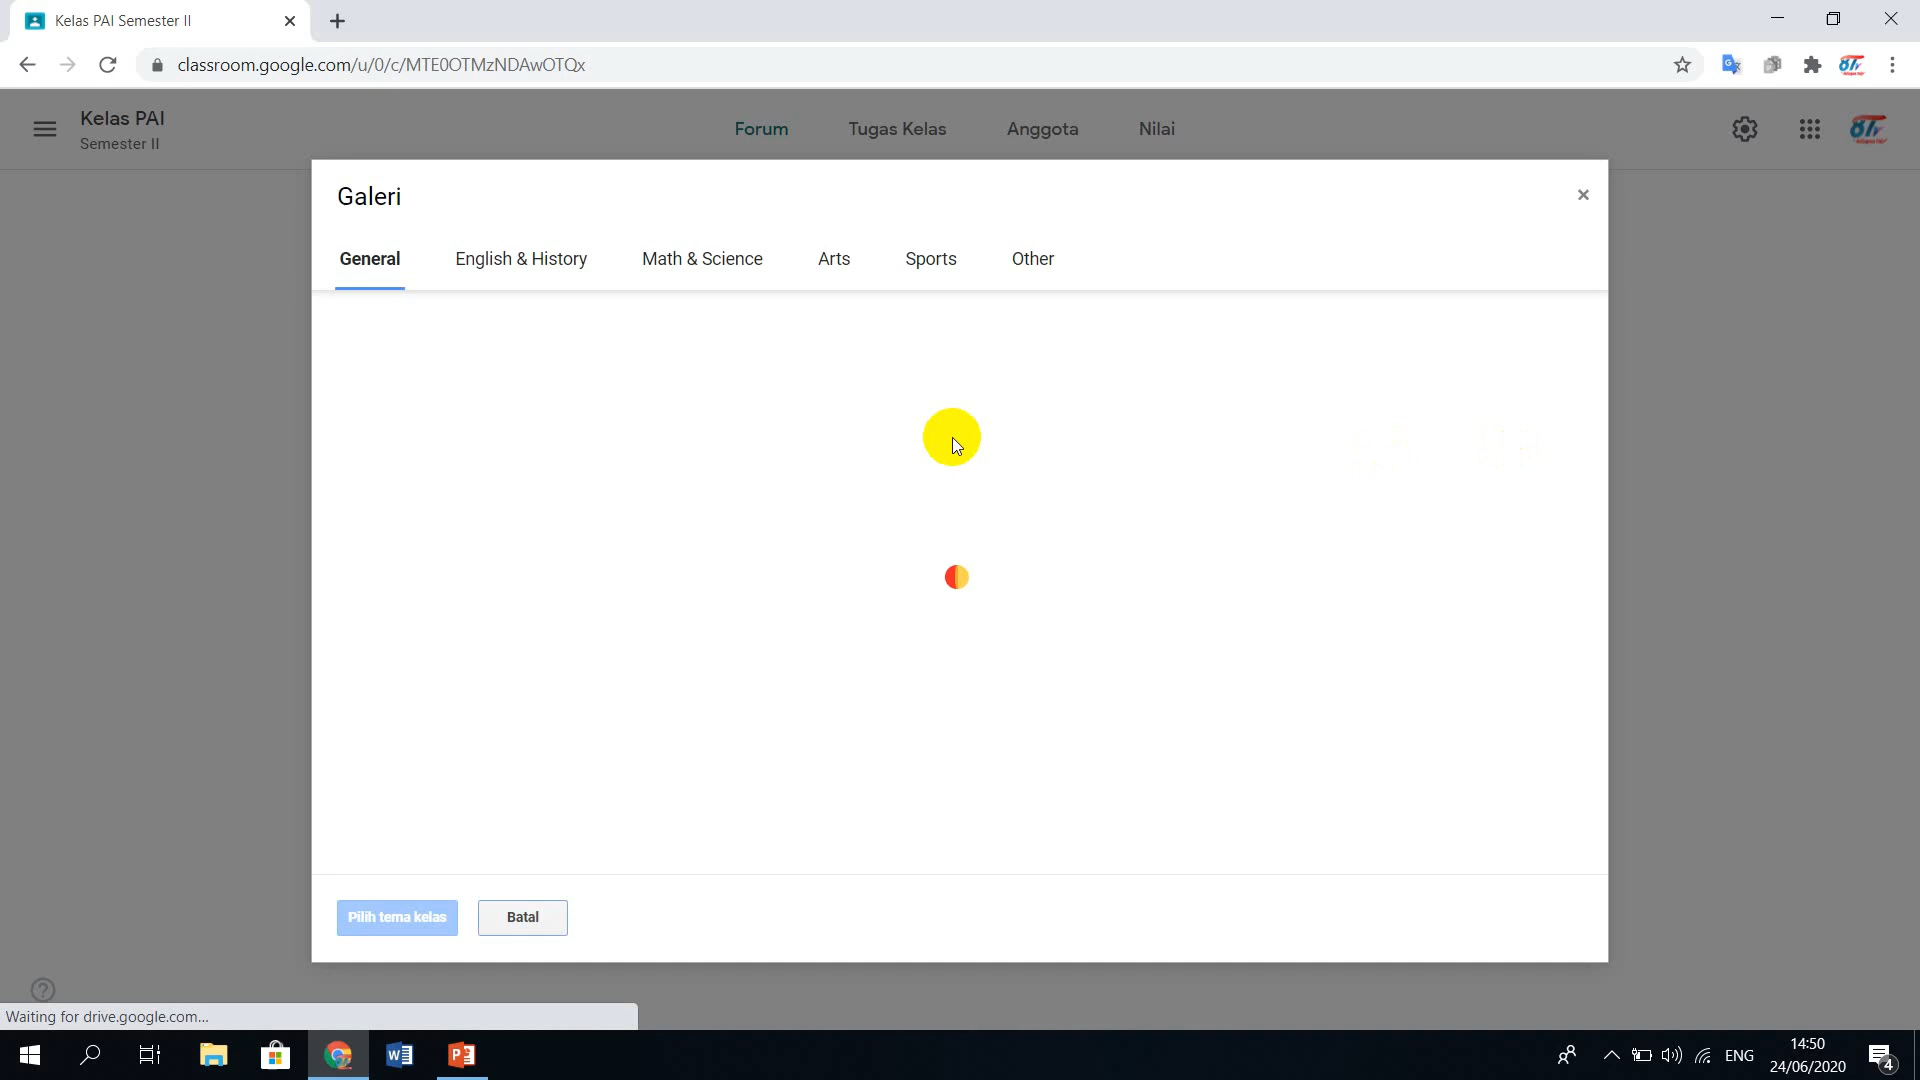 Kelas PAI Semester II
classroom.google.com/u/0/c/MTE0OTMzNDAwOTQx
Kelas PAI
Semester II
Forum
Tugas Kelas
Anggota
Nilai
Galeri
General
English & History
Math & Science
Arts
Sports
Other
Pilih tema kelas
Batal
Waiting for drive.google.com...
ENG
14:50
24/06/2020
4